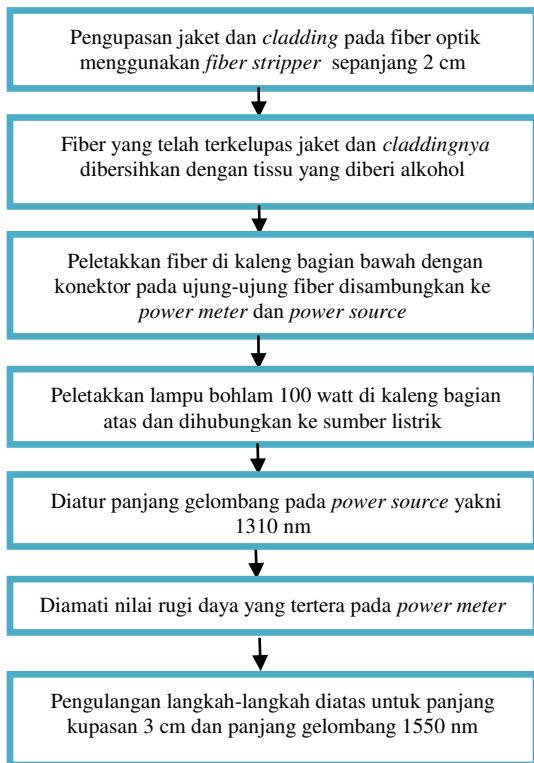 Pengupasan jaket dan cladding pada fiber optik
menggunakan fiber stripper sepanjang 2 cm
Fiber yang telah terkelupas jaket dan claddingnya
dibersihkan dengan tissu yang diberi alkohol
Peletakkan fiber di kaleng bagian bawah dengan
konektor pada ujung-ujung fiber disambungkan ke
power meter dan power source
Peletakkan lampu bohlam 100 watt di kaleng bagian
atas dan dihubungkan ke sumber listrik
Diatur panjang gelombang pada power source yakni
1310 nm
Diamati nilai rugi daya yang tertera pada power meter
Pengulangan langkah-langkah diatas untuk panjang
kupasan 3 cm dan panjang gelombang 1550 nm